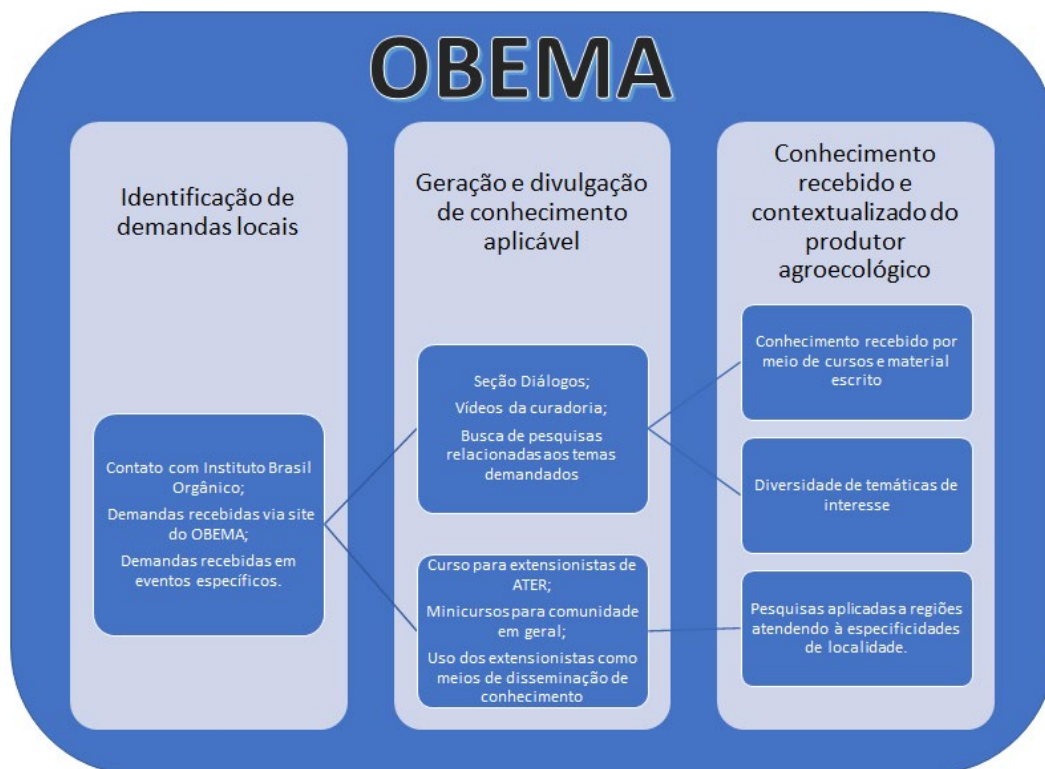 OBEMA
Identificação de
demandas locais
Contato com Instituto Brasil
Orgânico;
Demandas recebidas via site
do OBEMA;
Demandas recebidas em
eventos específicos.
Geração e divulgação
de conhecimento
aplicável
Seção Diálogos;
Vídeos da curadoria;
Busca de pesquisas
relacionadas aos temas
demandados
Curso para extensionistas de
ATER;
Minicursos para comunidade
em geral;
Uso dos extensionistas como
meios de disseminação de
conhecimento
Conhecimento
recebido e
contextualizado do
produtor
agroecológico
Conhecimento recebido por
meio de cursos e material
escrito
Diversidade de temáticas de
interesse
Pesquisas aplicadas a regiões
atendendo à especificidades
de localidade.